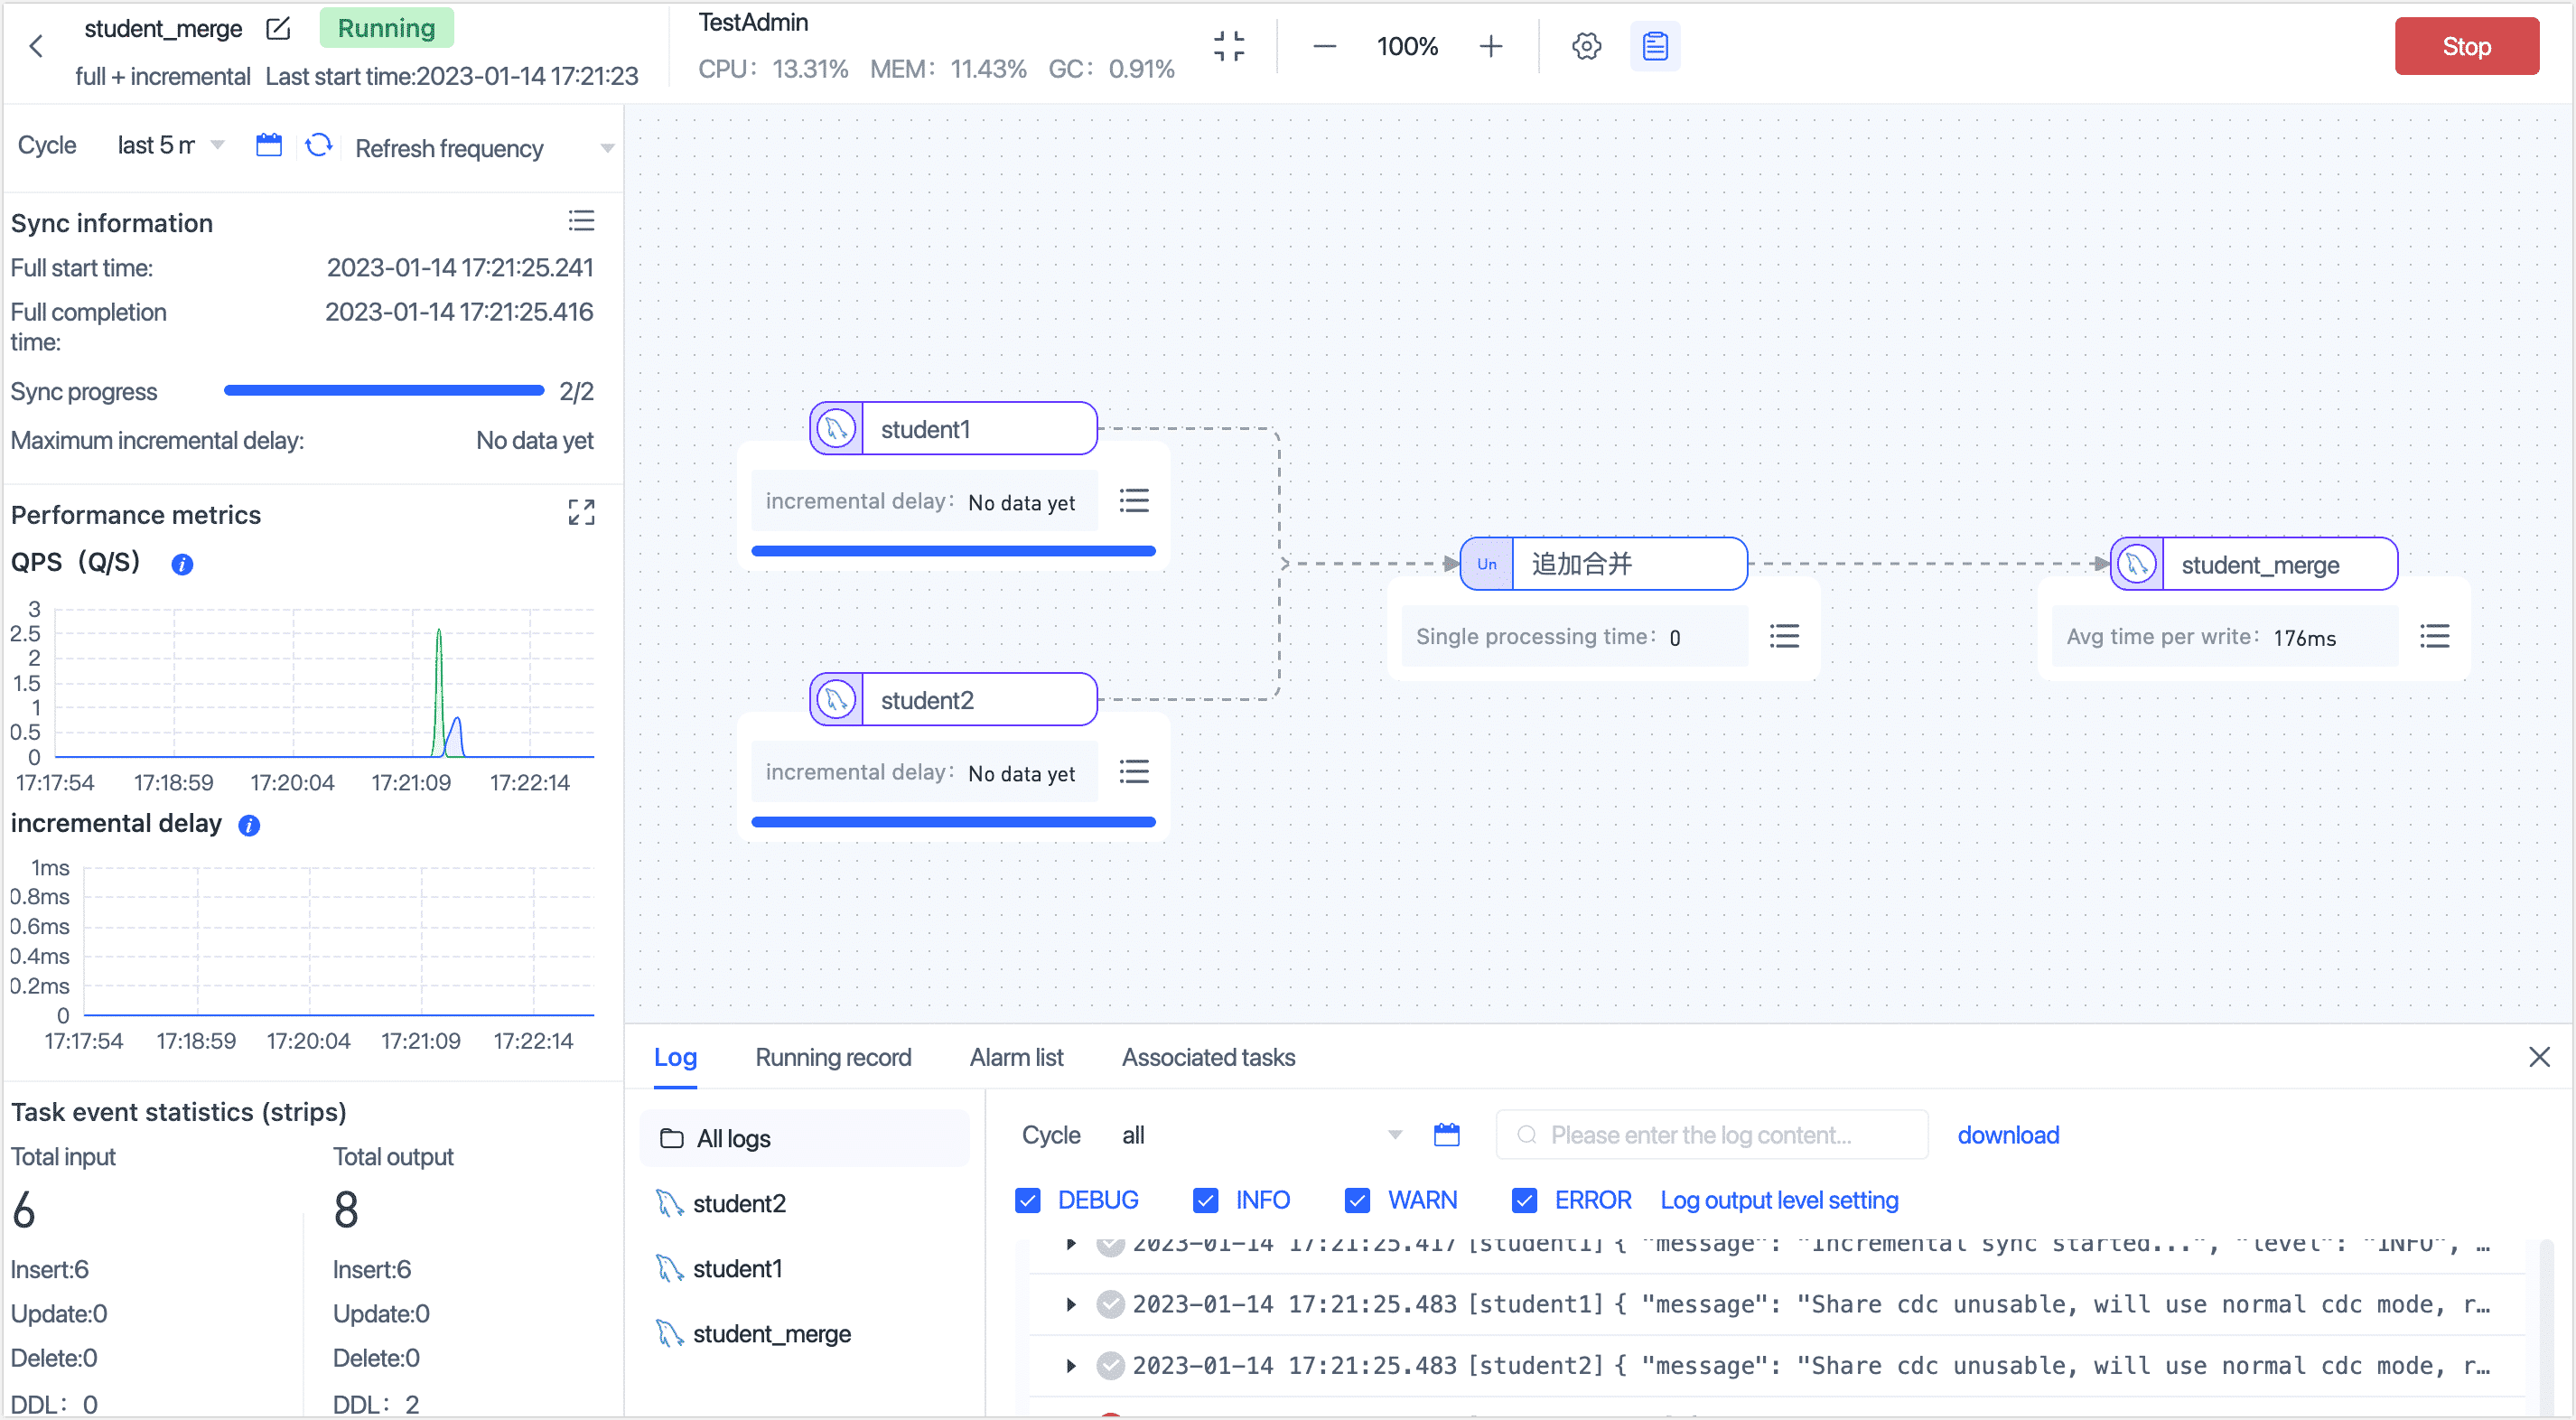 student_merge Running
full + incremental Last start time:2023-01-14 17:21:23
TestAdmin
CPU: 13.31% MEM: 11.43% GC: 0.91%
100%
Stop
Cycle last 5 m Refresh frequency
Sync information
Full start time: 2023-01-14 17:21:25.241
Full completion time: 2023-01-14 17:21:25.416
Sync progress 2/2
Maximum incremental delay: No data yet
Performance metrics
QPS (Q/S) i
3
2.5
2
1.5
1
0.5
0
17:17:54 17:18:59 17:20:04 17:21:09 17:22:14
incremental delay i
1ms
0.8ms
0.6ms
0.4ms
0.2ms
0
17:17:54 17:18:59 17:20:04 17:21:09 17:22:14
Task event statistics (strips)
Total input Total output
6 8
Insert:6 Insert:6
Update:0 Update:0
Delete:0 Delete:0
DDL: 0 DDL: 2
student1
incremental delay: No data yet
student2
incremental delay: No data yet
Un 追加合并
Single processing time: 0
student_merge
Avg time per write: 176ms
Log Running record Alarm list Associated tasks
All logs
student2
student1
student_merge
Cycle all Please enter the log content... download
DEBUG INFO WARN ERROR Log output level setting
2023-01-14 17:21:25.417 [student1] { "message": "Incremental sync started...", "level": "INFO", ...
2023-01-14 17:21:25.483 [student1] { "message": "Share cdc unusable, will use normal cdc mode, r...
2023-01-14 17:21:25.483 [student2] { "message": "Share cdc unusable, will use normal cdc mode, r...